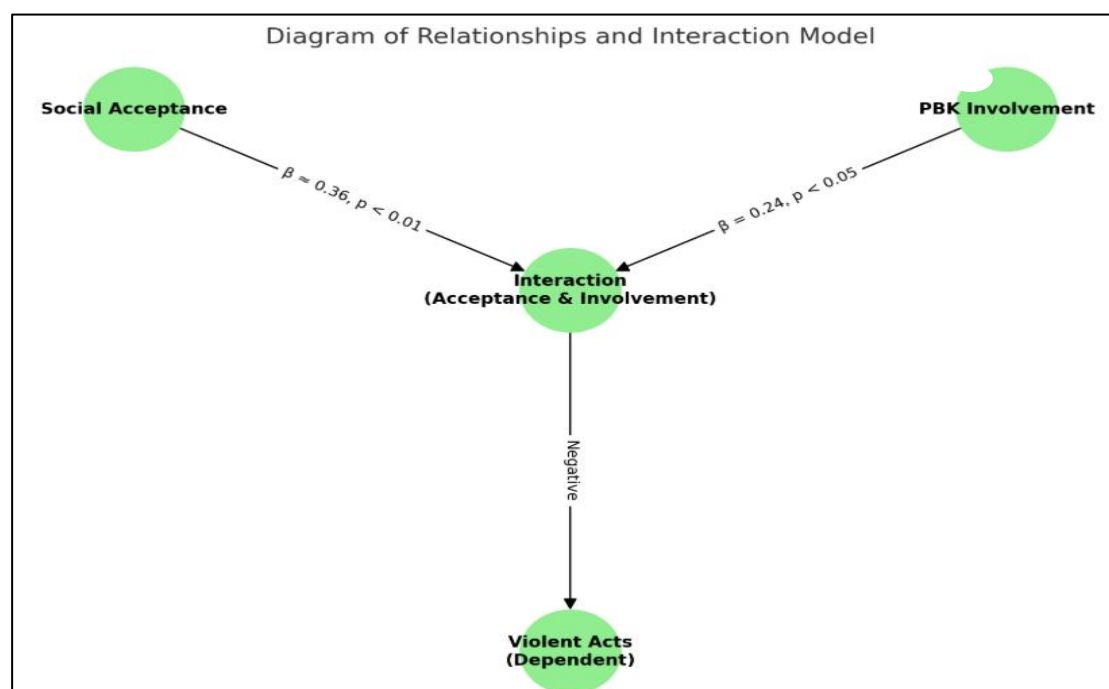 Diagram of Relationships and Interaction Model
Social Acceptance
PBK Involvement
β = 0.36, p < 0.01
β = 0.24, p < 0.05
Interaction
(Acceptance & Involvement)
Negative
Violent Acts
(Dependent)